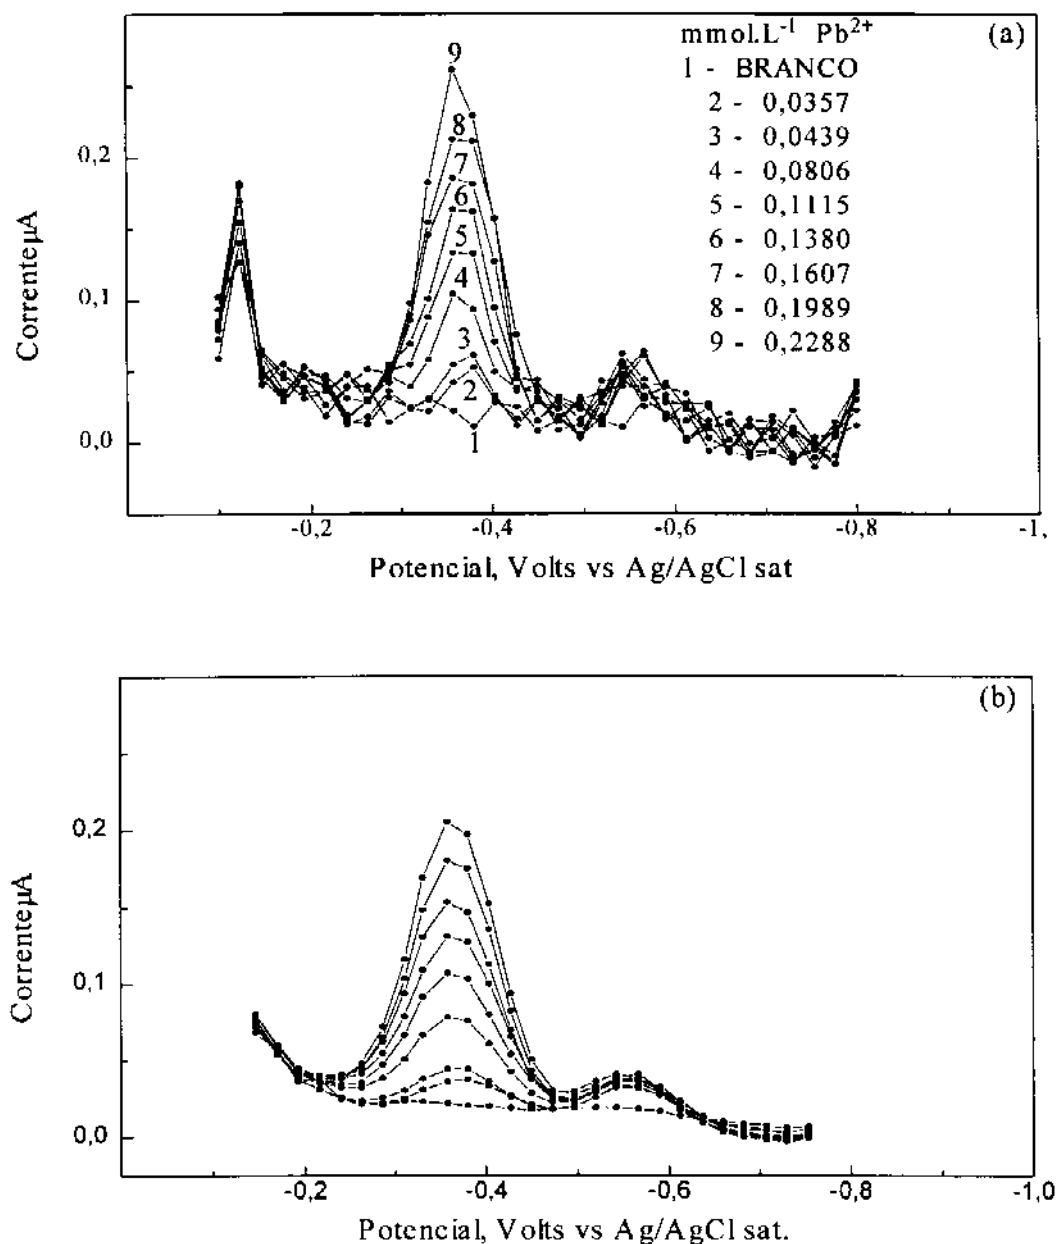 (a)
mmol.L⁻¹ Pb²⁺
1 - BRANCO
2 - 0,0357
3 - 0,0439
4 - 0,0806
5 - 0,1115
6 - 0,1380
7 - 0,1607
8 - 0,1989
9 - 0,2288
9
8
7
6
5
4
3
2
1
0,2
0,1
0,0
CorrenteµA
-0,2
-0,4
-0,6
-0,8
-1,
Potencial, Volts vs Ag/AgCl sat
(b)
0,2
0,1
0,0
CorrenteµA
-0,2
-0,4
-0,6
-0,8
-1,0
Potencial, Volts vs Ag/AgCl sat.